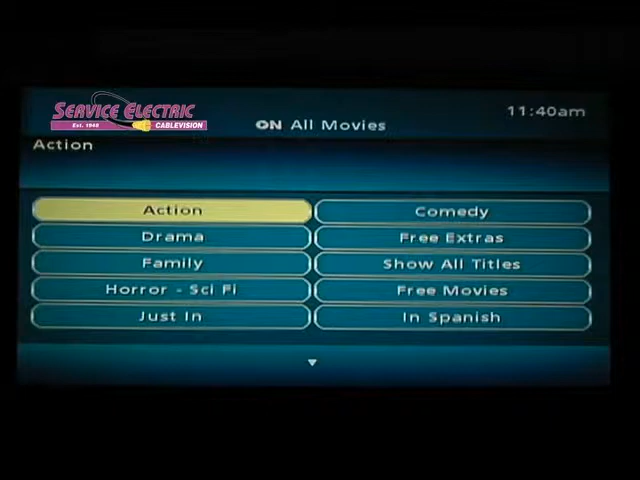 SERVICE ELECTRIC
Est. 1948 CABLEVISION
11:40am
ON All Movies
Action
Action
Comedy
Drama
Free Extras
Family
Show All Titles
Horror - Sci Fi
Free Movies
Just In
In Spanish